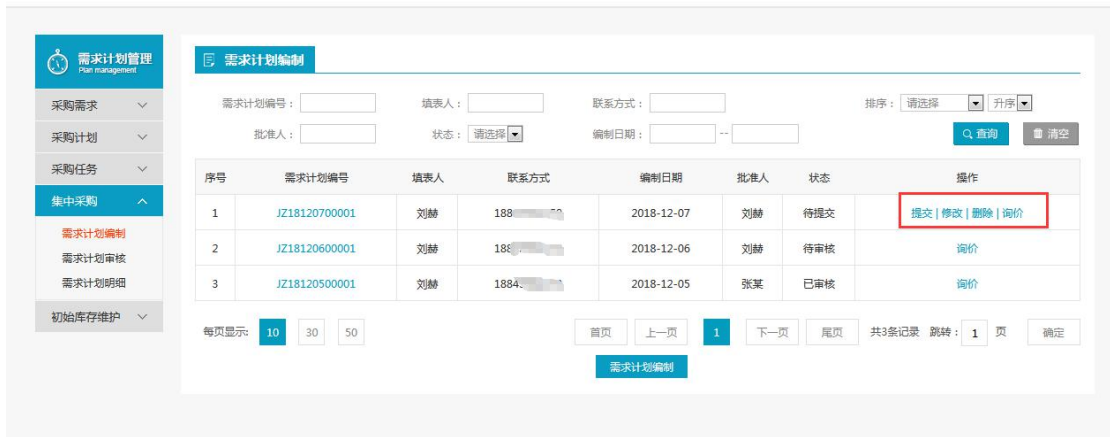 需求计划管理
Plan management
采购需求
采购计划
采购任务
集中采购
需求计划编制
需求计划审核
需求计划明细
初始库存维护
需求计划编制
需求计划编号： 填表人： 联系方式： 排序： 请选择 升序
批准人： 状态： 请选择 编制日期： -- 查询 清空
序号 需求计划编号 填表人 联系方式 编制日期 批准人 状态 操作
1 JZ18120700001 刘赫 188 2018-12-07 刘赫 待提交 提交 | 修改 | 删除 | 询价
2 JZ18120600001 刘赫 188 2018-12-06 刘赫 待审核 询价
3 JZ18120500001 刘赫 1884 2018-12-05 张某 已审核 询价
每页显示: 10 30 50 首页 上一页 1 下一页 尾页 共3条记录 跳转： 1 页 确定
需求计划编制